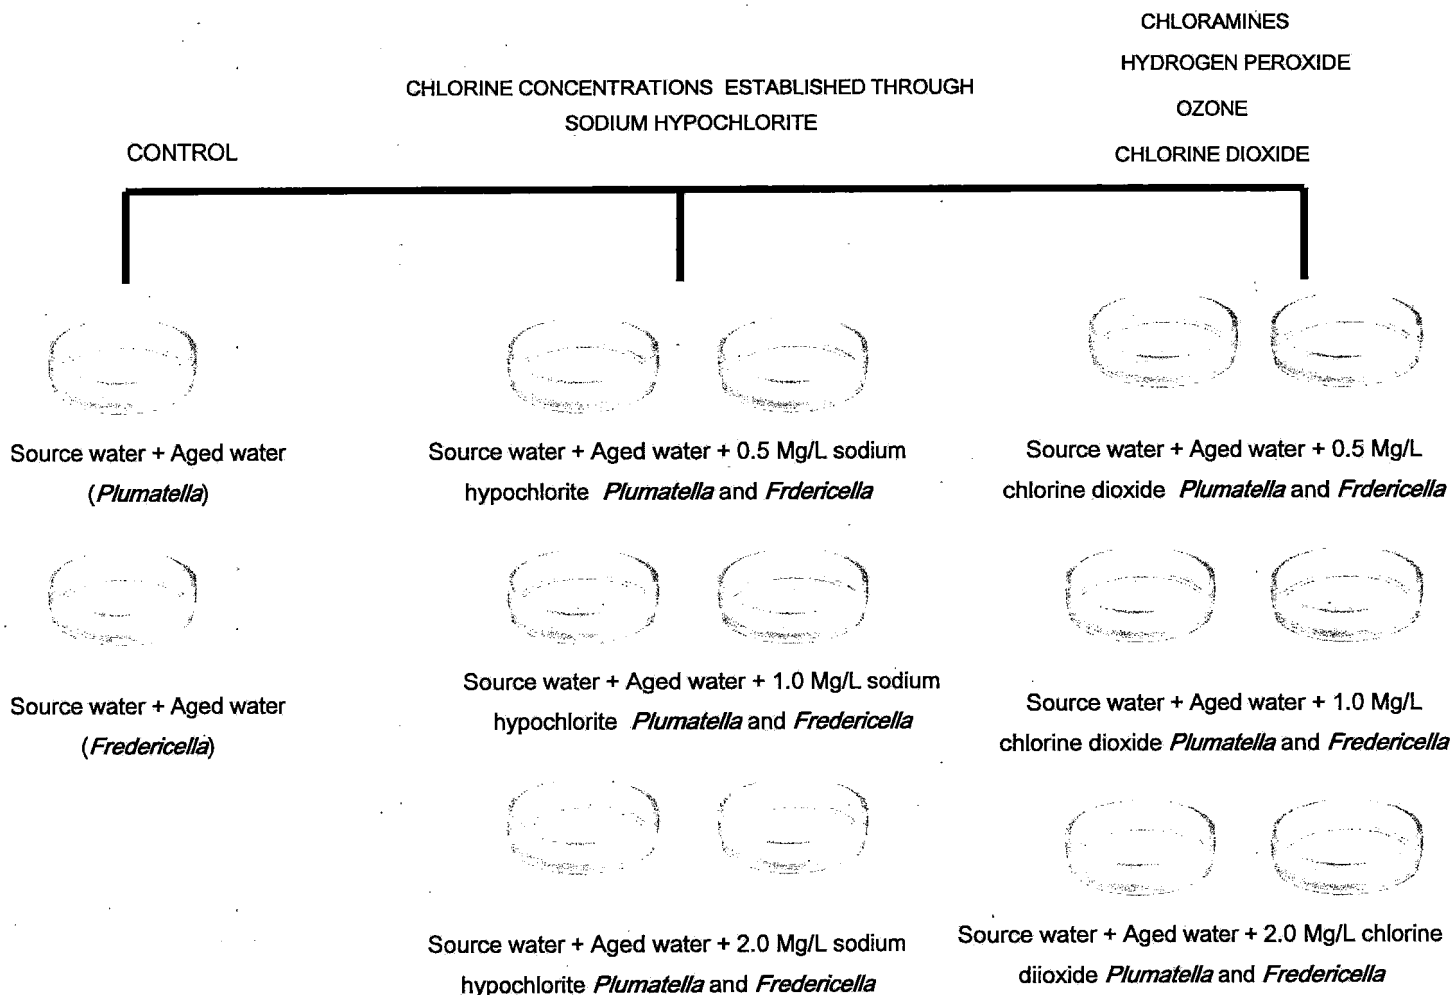 CONTROL
CHLORINE CONCENTRATIONS ESTABLISHED THROUGH
SODIUM HYPOCHLORITE
CHLORAMINES
HYDROGEN PEROXIDE
OZONE
CHLORINE DIOXIDE
Source water + Aged water
(Plumatella)
Source water + Aged water
(Fredericella)
Source water + Aged water + 0.5 Mg/L sodium
hypochlorite Plumatella and Frdericella
Source water + Aged water + 1.0 Mg/L sodium
hypochlorite Plumatella and Fredericella
Source water + Aged water + 2.0 Mg/L sodium
hypochlorite Plumatella and Fredericella
Source water + Aged water + 0.5 Mg/L
chlorine dioxide Plumatella and Frdericella
Source water + Aged water + 1.0 Mg/L
chlorine dioxide Plumatella and Fredericella
Source water + Aged water + 2.0 Mg/L chlorine
diioxide Plumatella and Fredericella